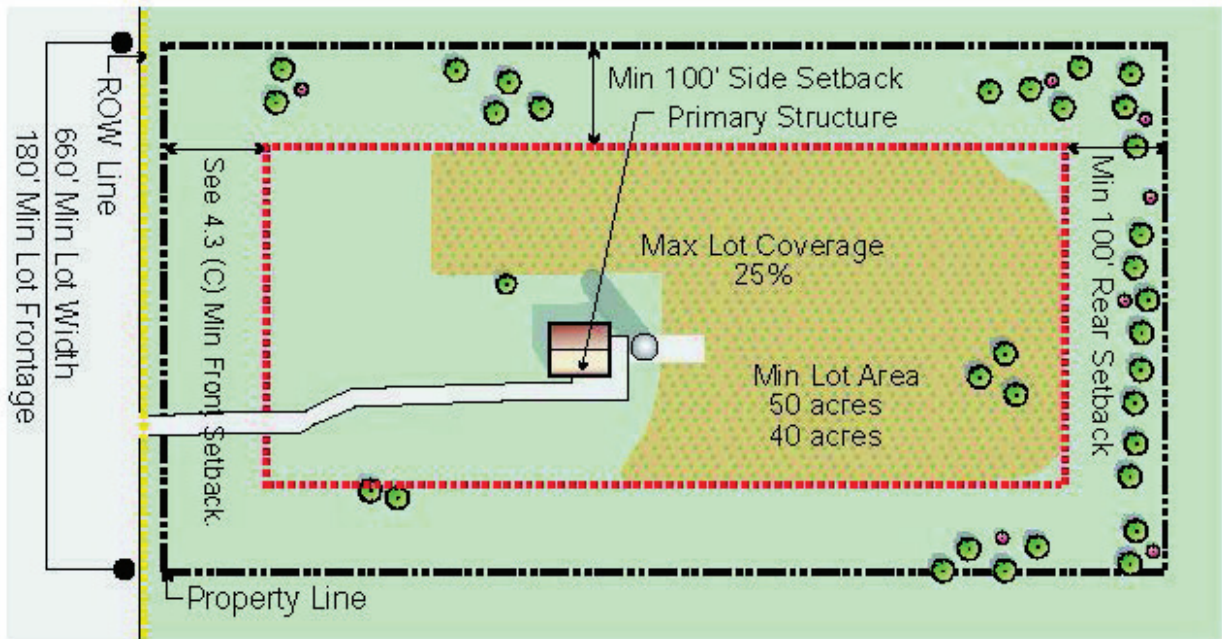 ROW Line
660' Min Lot Width
180' Min Lot Frontage
See 4.3 (C) Min Front Setback.
Min 100' Side Setback
Primary Structure
Max Lot Coverage
25%
Min Lot Area
50 acres
40 acres
Min 100' Rear Setback
Property Line